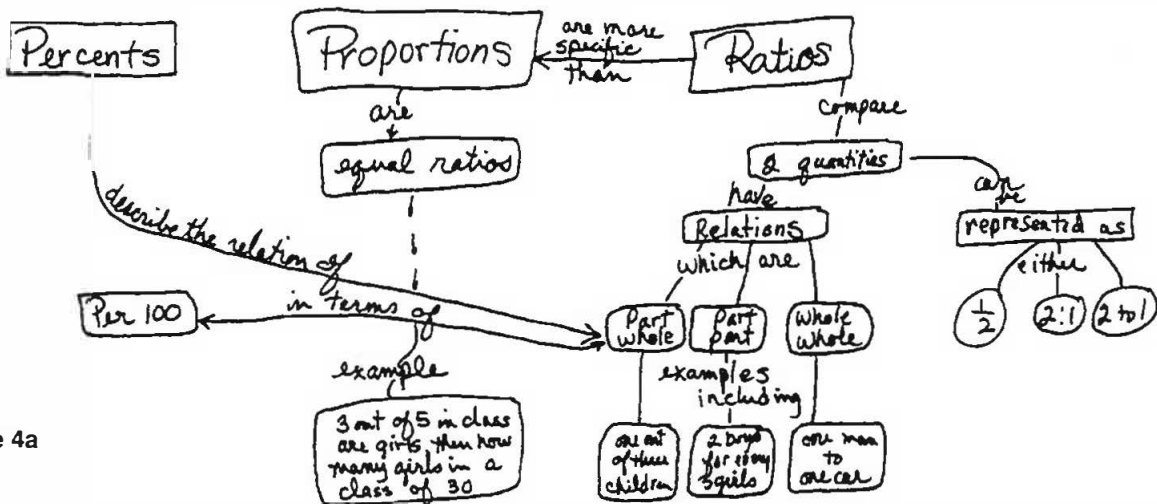 Percents
Proportions
are more
specific
than
Ratios
are
compare
equal ratios
2 quantities
have
can
be
Relations
represented as
describe the relation of
which are
either
1/2
2:1
2 to 1
Per 100
in terms of
Part
whole
Part
part
whole
whole
example
examples
including
3 out of 5 in class
are girls, then how
many girls in a
class of 30
one out
of three
children
2 boys
for every
3 girls
one man
to
one car
e 4a